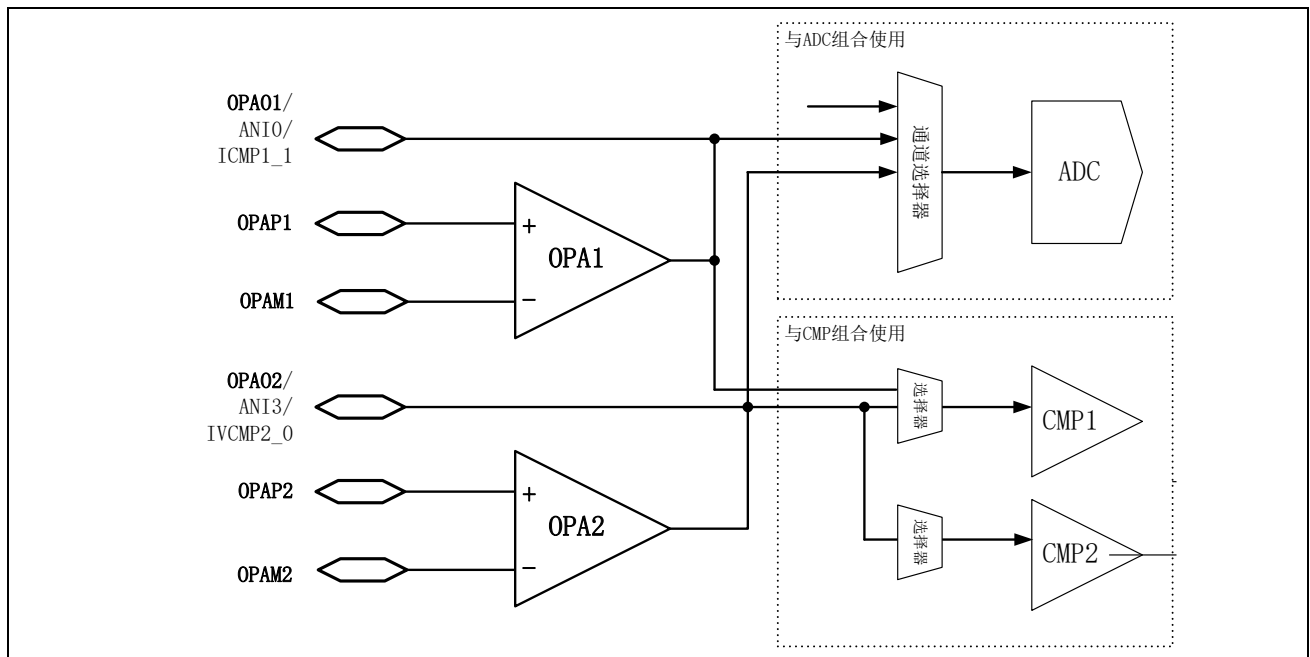 与ADC组合使用
OPAO1/
ANI0/
ICMP1_1
通道选择器
ADC
OPAP1
+
OPA1
OPAM1
−
与CMP组合使用
OPAO2/
ANI3/
IVCMP2_0
选择器
CMP1
OPAP2
+
OPA2
选择器
CMP2
OPAM2
−